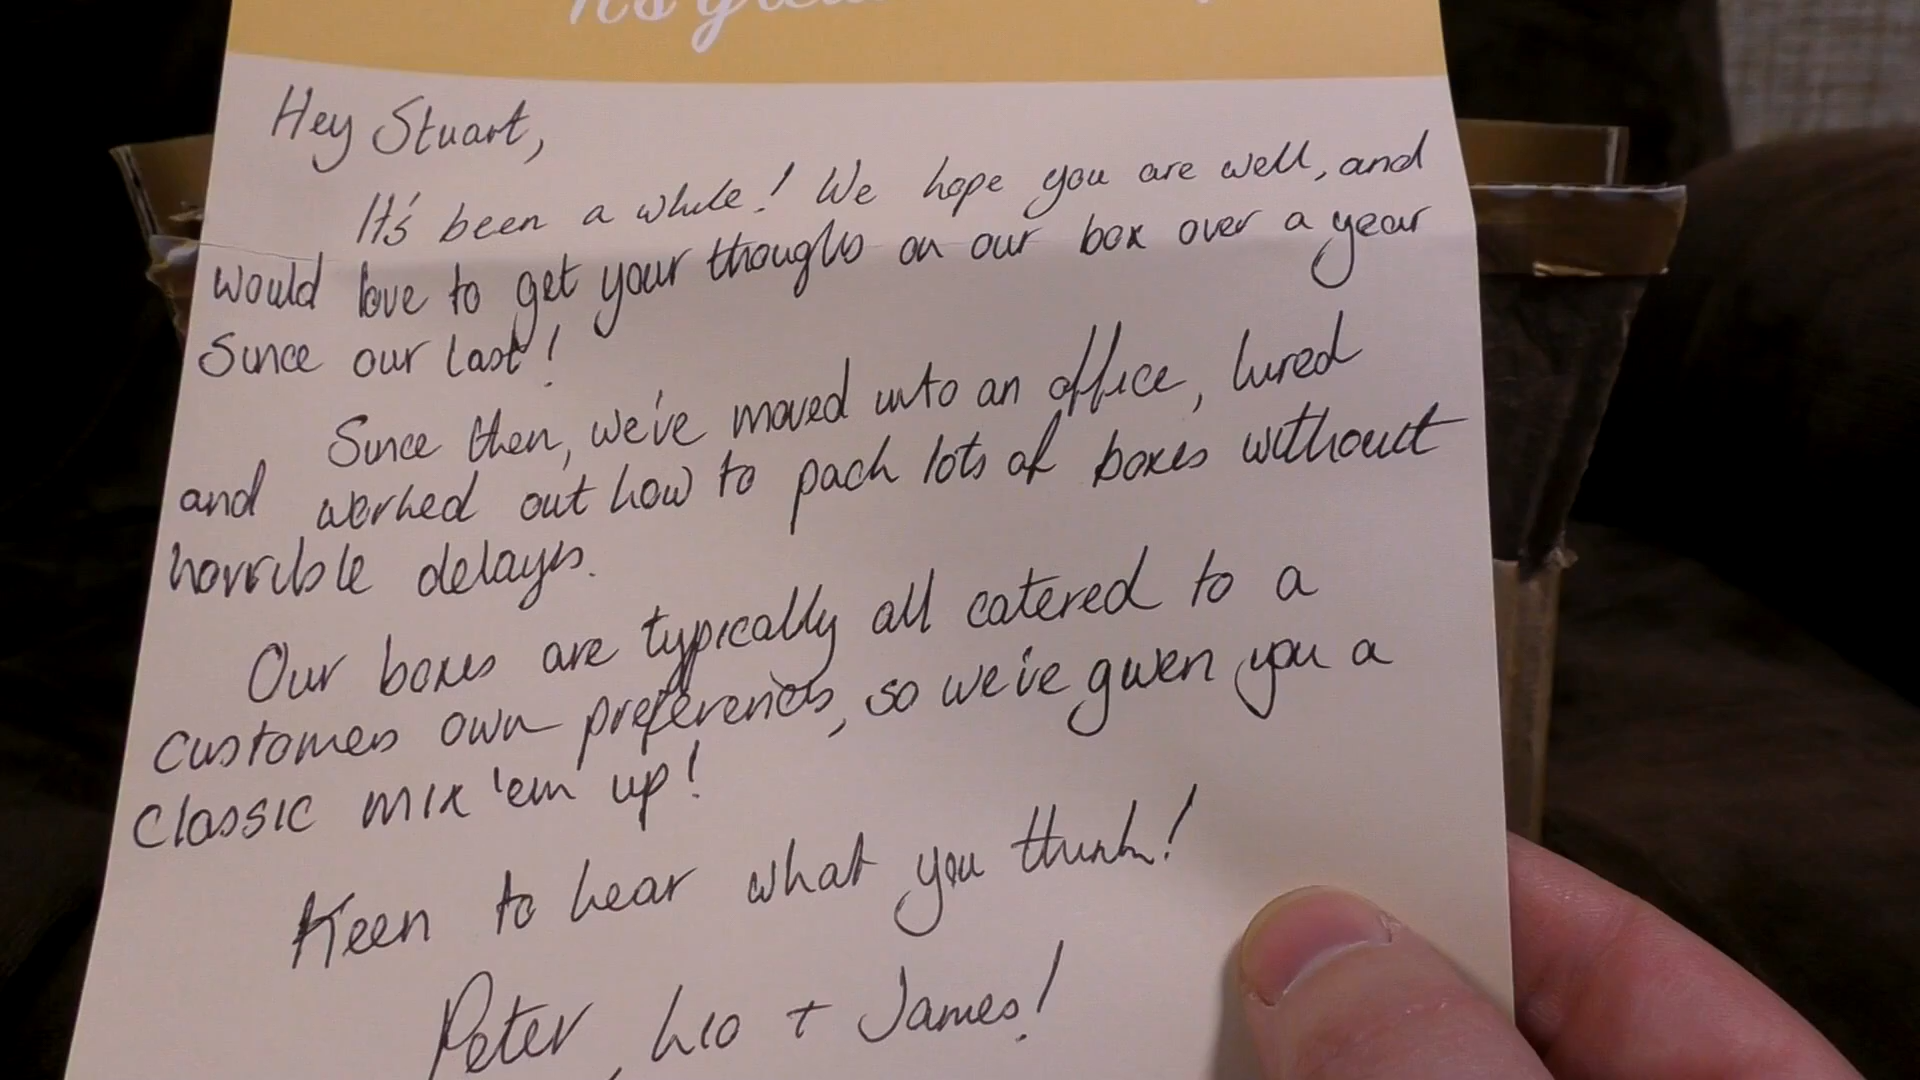 It's
Hey Stuart,
It's been a while! We hope you are well, and
would love to get your thoughts on our box over a year
Since our last!
Since then, we've moved into an office, hired
and worked out how to pack lots of boxes without
horrible delays.
Our boxes are typically all catered to a
customers own preferences, so we've given you a
classic mix 'em up!
Keen to hear what you think!
Peter, Lio + James!